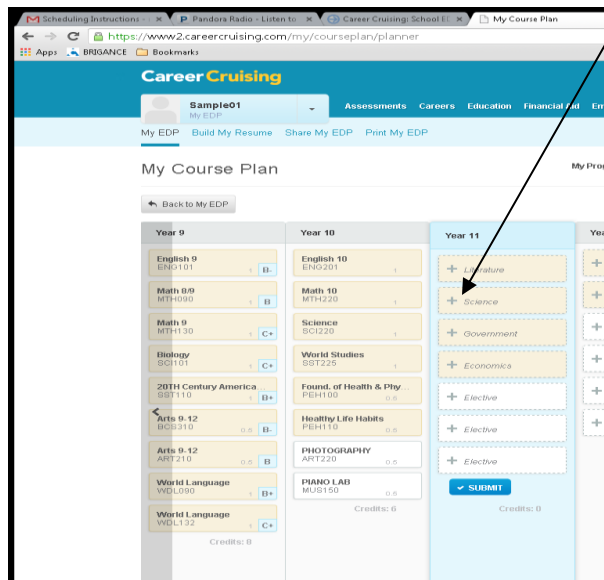 Scheduling Instructions -
Pandora Radio - Listen to
Career Cruising: School E
My Course Plan
https://www2.careercruising.com/my/courseplan/planner
Apps BRIGANCE Bookmarks
Career Cruising
Sample01
My EDP
Assessments Careers Education Financial Aid Em
My EDP Build My Resume Share My EDP Print My EDP
My Course Plan
My Pro
Back to My EDP
Year 9
English 9
ENG101 1 B-
Math 8/9
MTH090 1 B
Math 9
MTH130 1 C+
Biology
SCI101 1 C+
20TH Century America
SST110 1 B+
Arts 9-12
BCS310 0.5 B-
Arts 9-12
ART210 0.5 B
World Language
WDL090 1 B+
World Language
WDL132 1 C+
Credits: 8
Year 10
English 10
ENG201 1
Math 10
MTH220 1
Science
SCI220 1
World Studies
SST225 1
Found. of Health & Phy...
PEH100 0.5
Healthy Life Habits
PEH110 0.5
PHOTOGRAPHY
ART220 0.5
PIANO LAB
MUS150 0.5
Credits: 6
Year 11
+ Literature
+ Science
+ Government
+ Economics
+ Elective
+ Elective
+ Elective
SUBMIT
Credits: 0
Yea